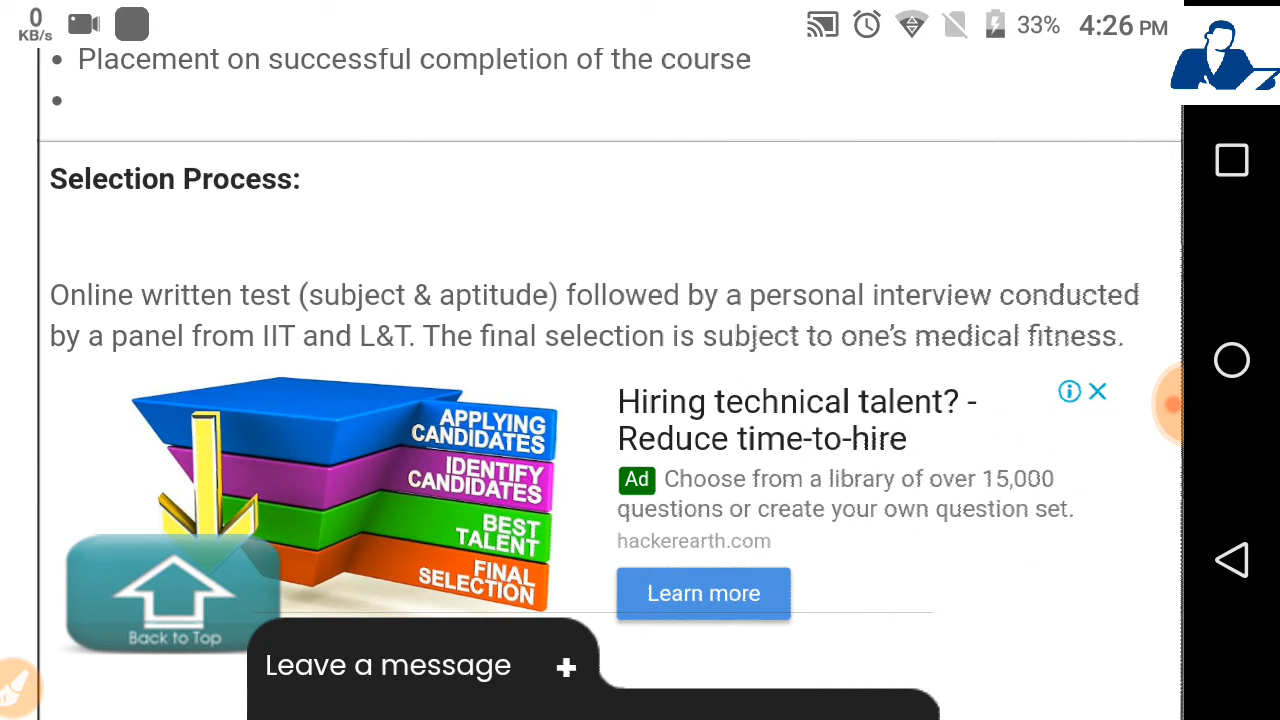 0
KB/s
33%
4:26 PM
• Placement on successful completion of the course
•
Selection Process:
Online written test (subject & aptitude) followed by a personal interview conducted
by a panel from IIT and L&T. The final selection is subject to one’s medical fitness.
APPLYING
CANDIDATES
IDENTIFY
CANDIDATES
BEST
TALENT
FINAL
SELECTION
Hiring technical talent? -
Reduce time-to-hire
Ad Choose from a library of over 15,000
questions or create your own question set.
hackerearth.com
Learn more
Back to Top
Leave a message +